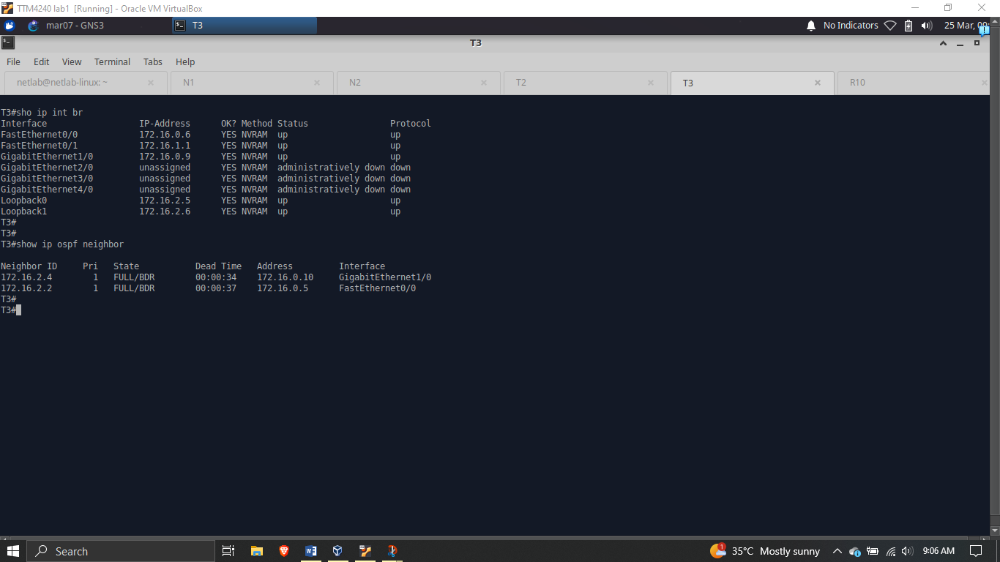 TTM4240 lab1 [Running] - Oracle VM VirtualBox
mar07 - GNS3 T3 No Indicators 25 Mar, 09:
T3
File Edit View Terminal Tabs Help
netlab@netlab-linux: ~ N1 N2 T2 T3 R10
T3#sho ip int br
Interface IP-Address OK? Method Status Protocol
FastEthernet0/0 172.16.0.6 YES NVRAM up up
FastEthernet0/1 172.16.1.1 YES NVRAM up up
GigabitEthernet1/0 172.16.0.9 YES NVRAM up up
GigabitEthernet2/0 unassigned YES NVRAM administratively down down
GigabitEthernet3/0 unassigned YES NVRAM administratively down down
GigabitEthernet4/0 unassigned YES NVRAM administratively down down
Loopback0 172.16.2.5 YES NVRAM up up
Loopback1 172.16.2.6 YES NVRAM up up
T3#
T3#
T3#show ip ospf neighbor
Neighbor ID Pri State Dead Time Address Interface
172.16.2.4 1 FULL/BDR 00:00:34 172.16.0.10 GigabitEthernet1/0
172.16.2.2 1 FULL/BDR 00:00:37 172.16.0.5 FastEthernet0/0
T3#
T3#
Search 1 35°C Mostly sunny 9:06 AM